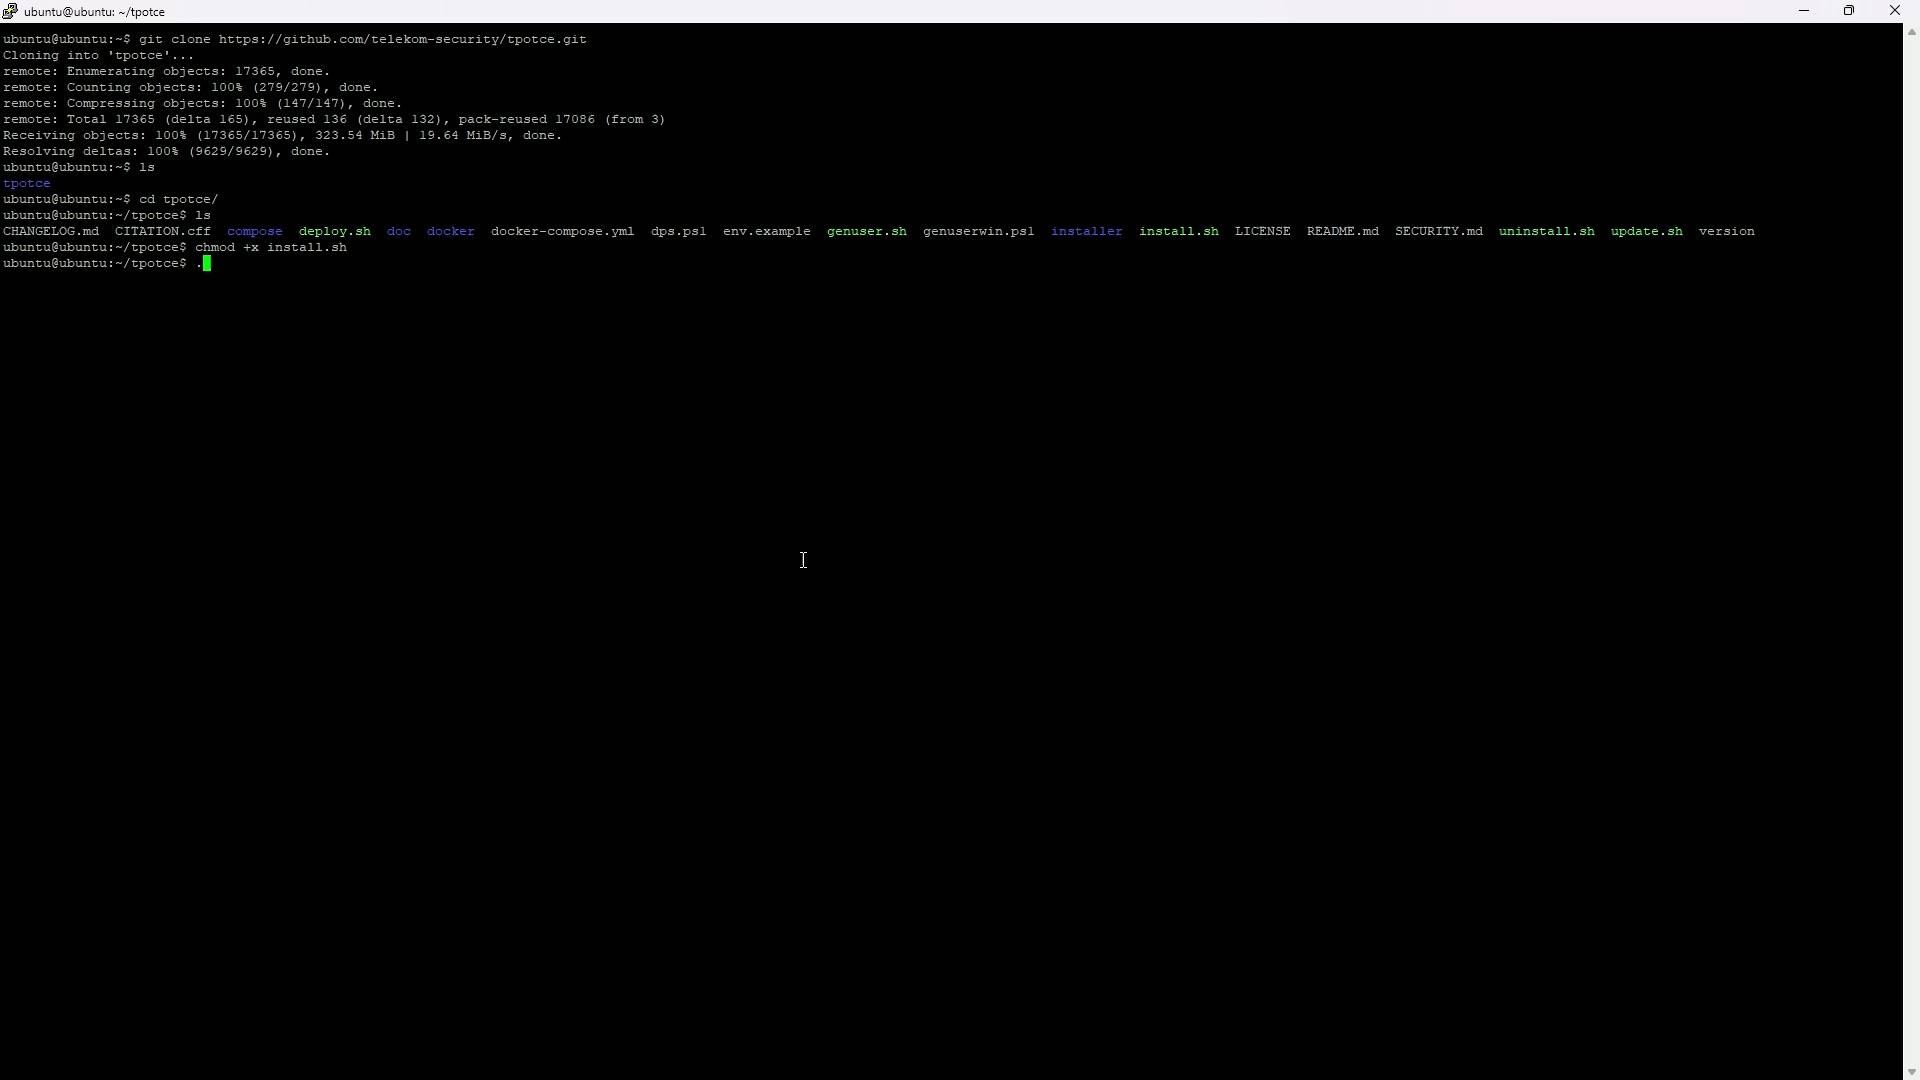 ubuntu@ubuntu: ~/tpotce
ubuntu@ubuntu:~$ git clone https://github.com/telekom-security/tpotce.git
Cloning into 'tpotce'...
remote: Enumerating objects: 17365, done.
remote: Counting objects: 100% (279/279), done.
remote: Compressing objects: 100% (147/147), done.
remote: Total 17365 (delta 165), reused 136 (delta 132), pack-reused 17086 (from 3)
Receiving objects: 100% (17365/17365), 323.54 MiB | 19.64 MiB/s, done.
Resolving deltas: 100% (9629/9629), done.
ubuntu@ubuntu:~$ ls
tpotce
ubuntu@ubuntu:~$ cd tpotce/
ubuntu@ubuntu:~/tpotce$ ls
CHANGELOG.md  CITATION.cff  compose  deploy.sh  doc  docker  docker-compose.yml  dps.ps1  env.example  genuser.sh  genuserwin.ps1  installer  install.sh  LICENSE  README.md  SECURITY.md  uninstall.sh  update.sh  version
ubuntu@ubuntu:~/tpotce$ chmod +x install.sh
ubuntu@ubuntu:~/tpotce$ .